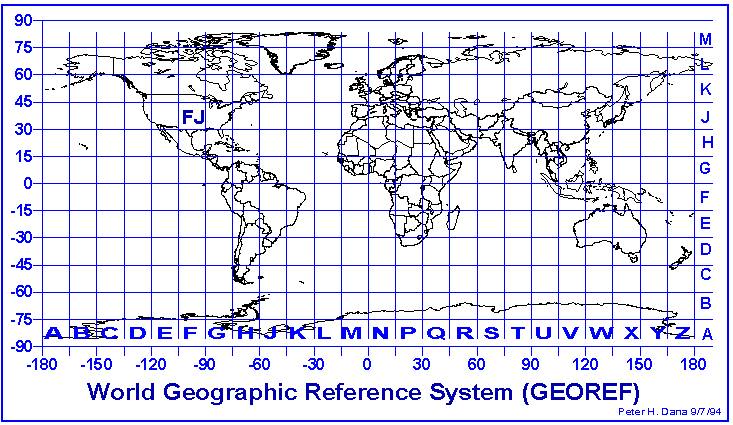 90
M
75
L
60
K
45
FJ
J
30
H
15
G
0
F
-15
E
-30
D
-45
C
-60
B
-75
A B C D E F G H J K L M N P Q R S T U V W X Y Z A
-90
-180 -150 -120 -90 -60 -30 0 30 60 90 120 150 180
World Geographic Reference System (GEOREF)
Peter H. Dana 9/7/94